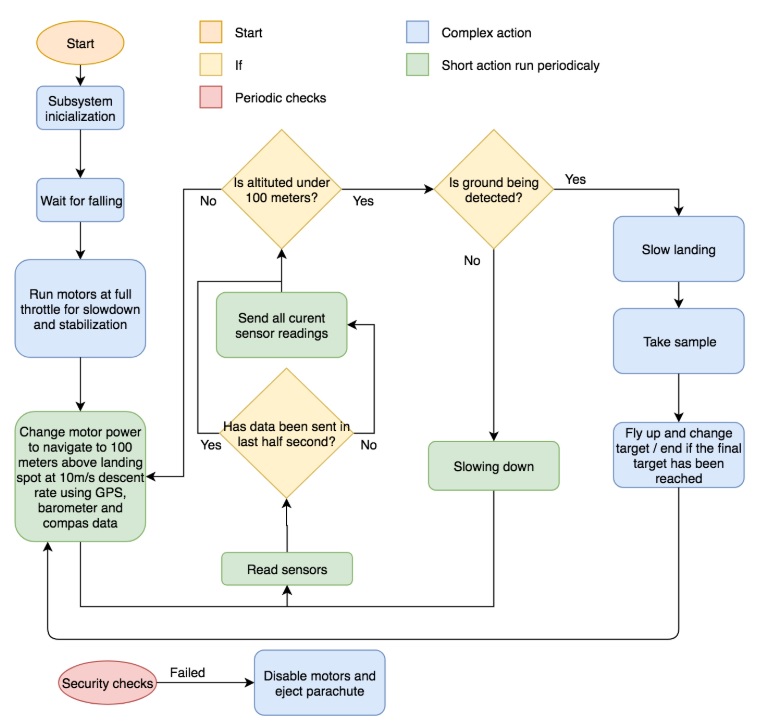 Start
Start
Complex action
If
Short action run periodicaly
Periodic checks
Subsystem
inicialization
Wait for falling
Run motors at full
throttle for slowdown
and stabilization
Change motor power
to navigate to 100
meters above landing
spot at 10m/s descent
rate using GPS,
barometer and
compas data
Is altituted under
100 meters?
No
Yes
Send all curent
sensor readings
Has data been sent in
last half second?
Yes
No
Read sensors
Is ground being
detected?
Yes
No
Slowing down
Slow landing
Take sample
Fly up and change
target / end if the final
target has been
reached
Security checks
Failed
Disable motors and
eject parachute